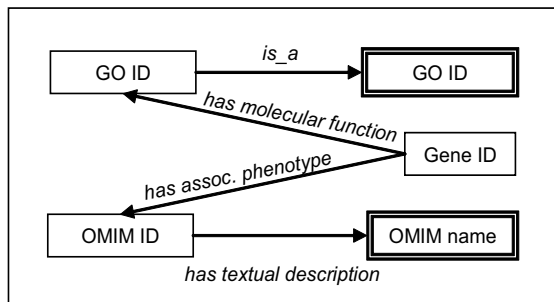 is_a
GO ID
GO ID
has molecular function
Gene ID
has assoc. phenotype
OMIM ID
OMIM name
has textual description